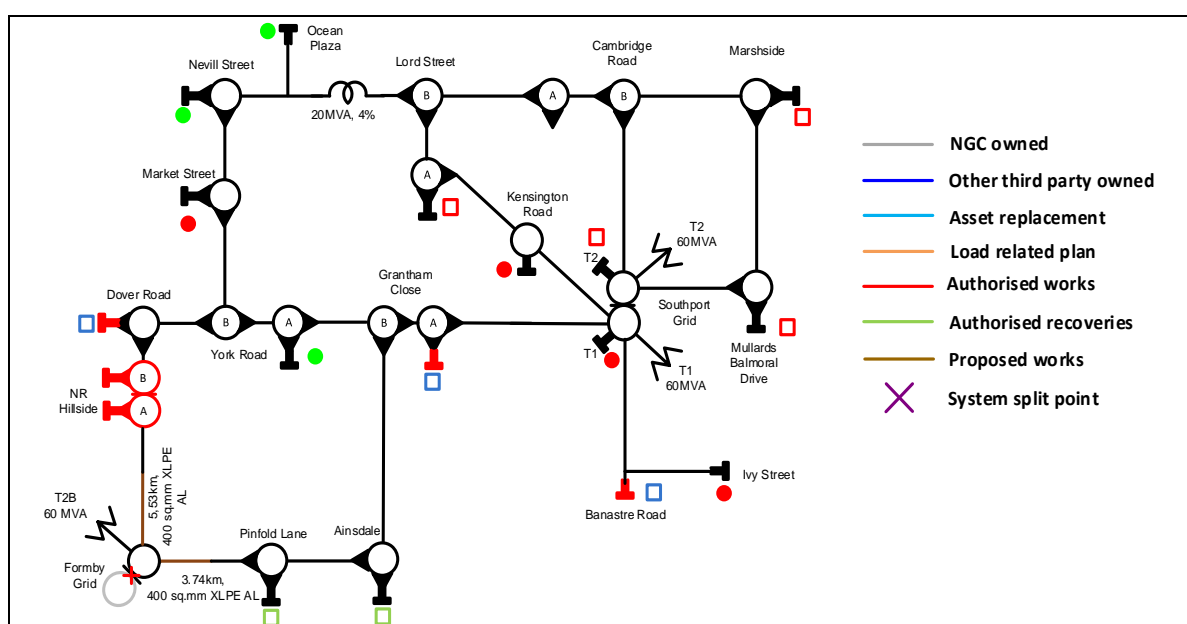 Ocean
Plaza
Nevill Street
Lord Street
Cambridge
Road
Marshside
B
A
B
20MVA, 4%
NGC owned
Market Street
A
Kensington
Road
Other third party owned
Asset replacement
T2
60MVA
T2
Load related plan
Grantham
Close
Dover Road
Authorised works
Southport
Grid
B
A
B
A
York Road
T1
Authorised recoveries
Mullards
Balmoral
Drive
T1
60MVA
Proposed works
B
NR
Hillside
A
System split point
5,53km,
400 sq.mm XLPE
AL
Ivy Street
T2B
60 MVA
Banastre Road
Pinfold Lane
Ainsdale
Formby
Grid
3.74km,
400 sq.mm XLPE AL